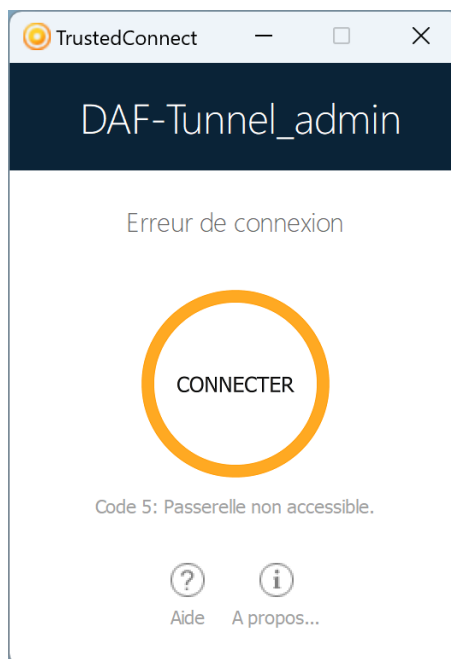 TrustedConnect
DAF-Tunnel_admin
Erreur de connexion
CONNECTER
Code 5: Passerelle non accessible.
Aide A propos...